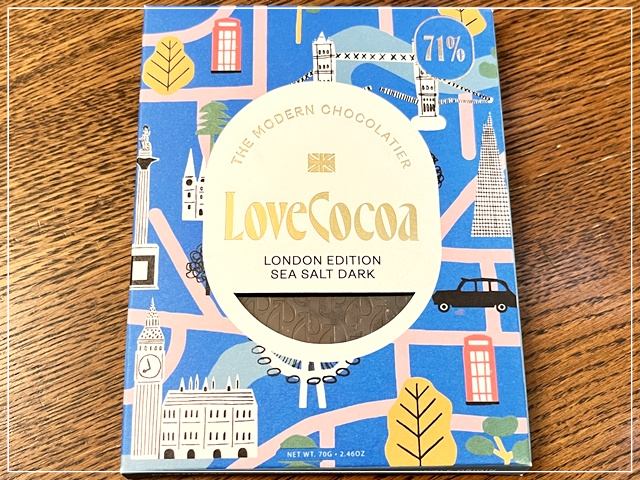 71%
THE MODERN CHOCOLATIER
LoveCocoa
LONDON EDITION
SEA SALT DARK
NET WT. 70G • 2.46OZ